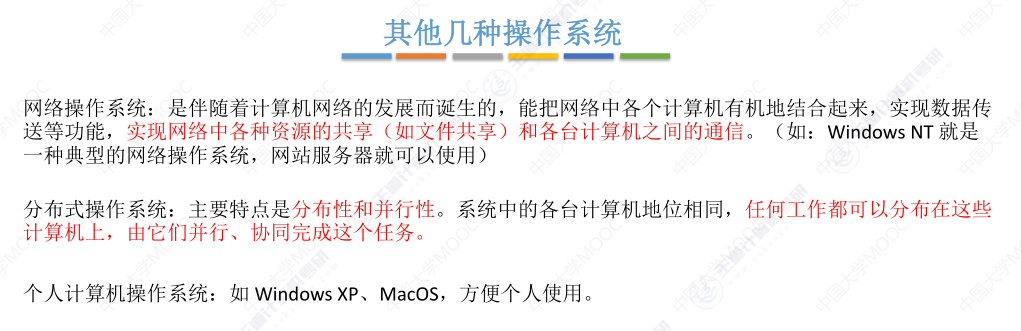 其他几种操作系统
网络操作系统：是伴随着计算机网络的发展而诞生的，能把网络中各个计算机有机地结合起来，实现数据传
送等功能，实现网络中各种资源的共享（如文件共享）和各台计算机之间的通信。（如：Windows NT 就是
一种典型的网络操作系统，网站服务器就可以使用）
分布式操作系统：主要特点是分布性和并行性。系统中的各台计算机地位相同，任何工作都可以分布在这些
计算机上，由它们并行、协同完成这个任务。
个人计算机操作系统：如 Windows XP、MacOS，方便个人使用。